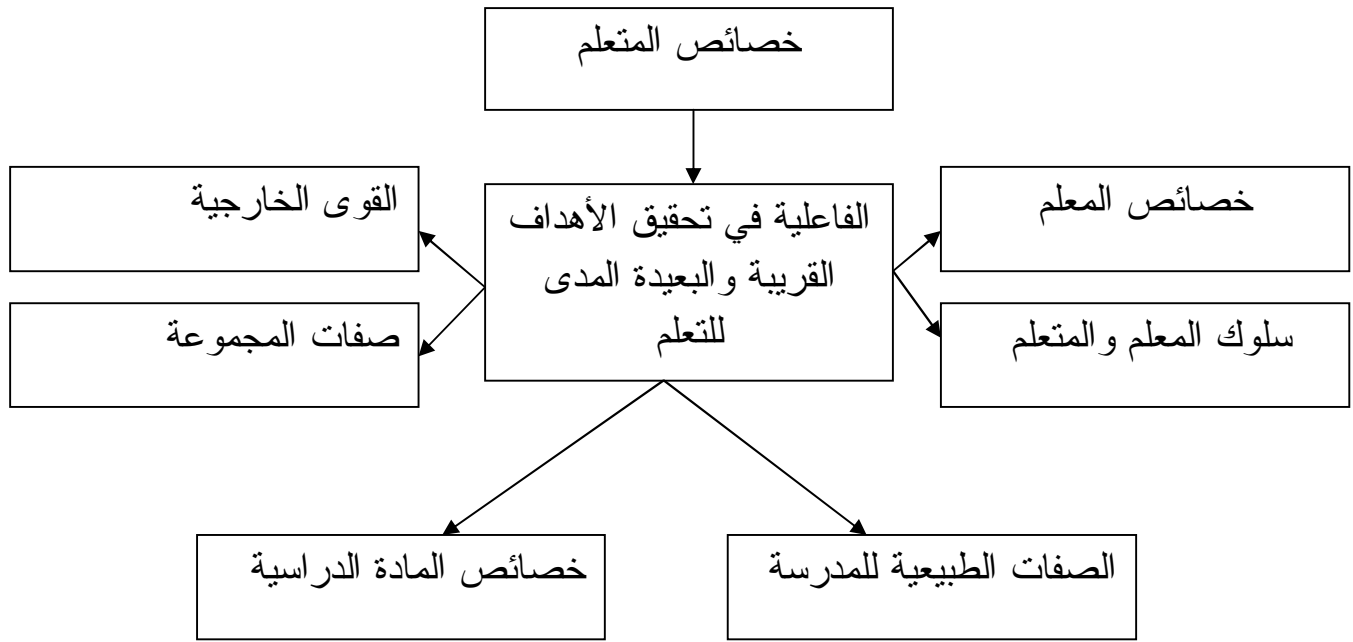 خصائص المتعلم
خصائص المعلم
الفاعلية في تحقيق الأهداف
القريبة والبعيدة المدى
للتعلم
القوى الخارجية
سلوك المعلم والمتعلم
صفات المجموعة
الصفات الطبيعية للمدرسة
خصائص المادة الدراسية